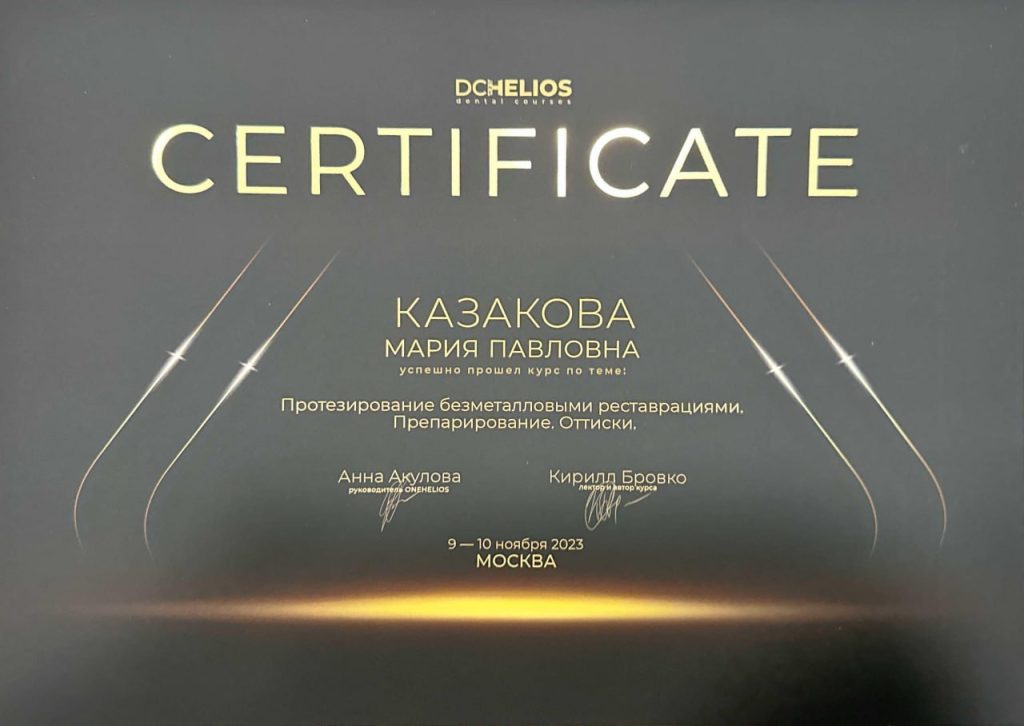 DCHELIOS
dental courses
CERTIFICATE
КАЗАКОВА
МАРИЯ ПАВЛОВНА
успешно прошел курс по теме:
Протезирование безметалловыми реставрациями.
Препарирование. Оттиски.
Анна Акулова Кирилл Бровко
руководитель ONEHELIOS лектор и автор курса
9 — 10 ноября 2023
МОСКВА